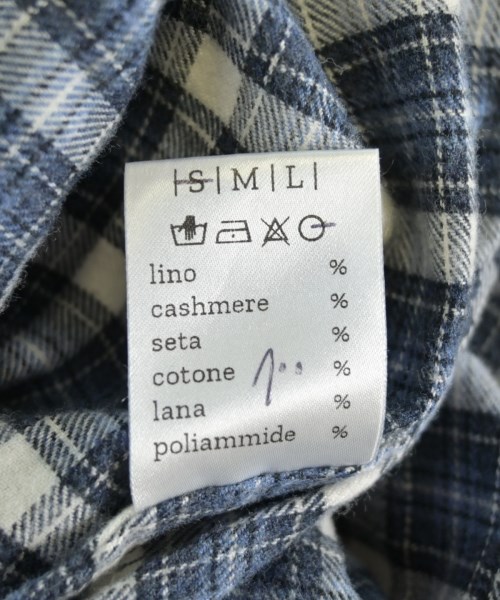 |S|M|L|
lino %
cashmere %
seta %
cotone 100 %
lana %
poliammide %